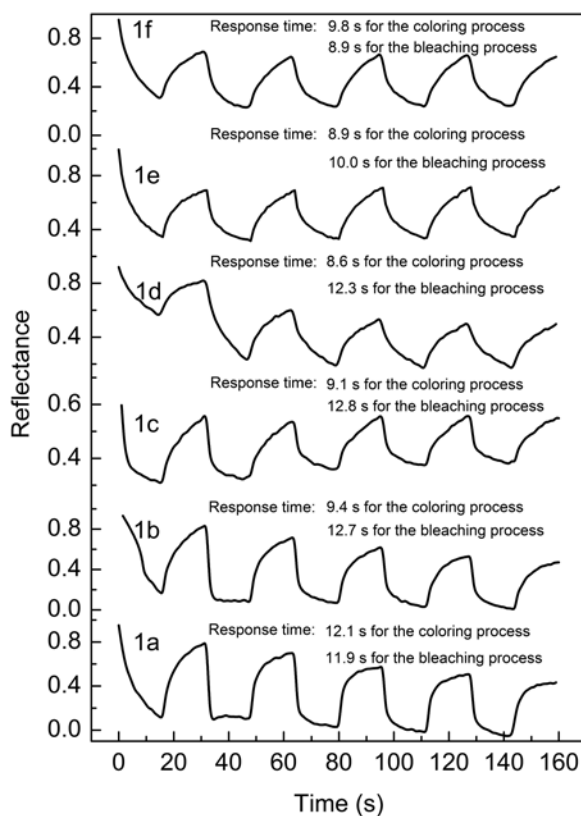 1f
Response time: 9.8 s for the coloring process
8.9 s for the bleaching process
0.8
0.4
0.0
Response time: 8.9 s for the coloring process
10.0 s for the bleaching process
1e
0.8
0.4
Response time: 8.6 s for the coloring process
12.3 s for the bleaching process
1d
0.8
0.4
Response time: 9.1 s for the coloring process
12.8 s for the bleaching process
1c
0.6
0.4
Response time: 9.4 s for the coloring process
12.7 s for the bleaching process
1b
0.8
0.4
0.0
Response time: 12.1 s for the coloring process
11.9 s for the bleaching process
1a
0.8
0.4
0.0
Reflectance
0 20 40 60 80 100 120 140 160
Time (s)